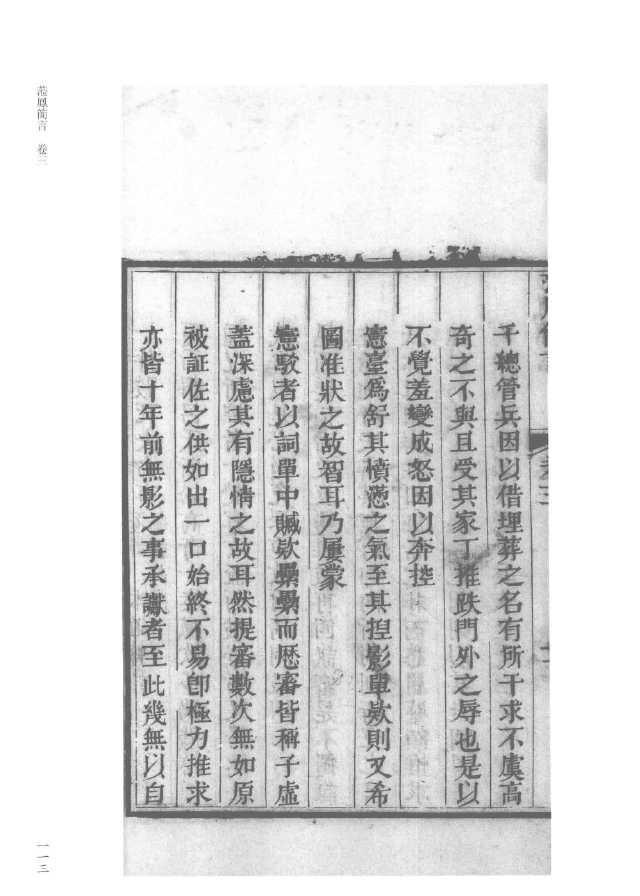 千總管兵因以借埋葬之名有所干求不虞高
奇之不與且受其家丁推跌門外之辱也是以
不覺羞變成怒因以奔控
憲臺爲舒其憤懣之氣至其揑影單欵則又希
圖准狀之故智耳乃屢蒙
憲駮者以詞單中贓欵纍纍而歷審皆稱子虛
蓋深慮其有隱情之故耳然提審數次無如原
被証佐之供如出一口始終不易卽極力推求
亦皆十年前無影之事承讞者至此幾無以自
卷三
一一三